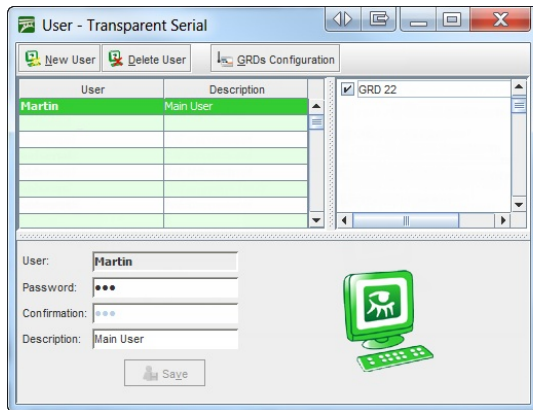 User - Transparent Serial
New User Delete User GRDs Configuration
User Description
Martin Main User
GRD 22
User: Martin
Password: •••
Confirmation: •••
Description: Main User
Save